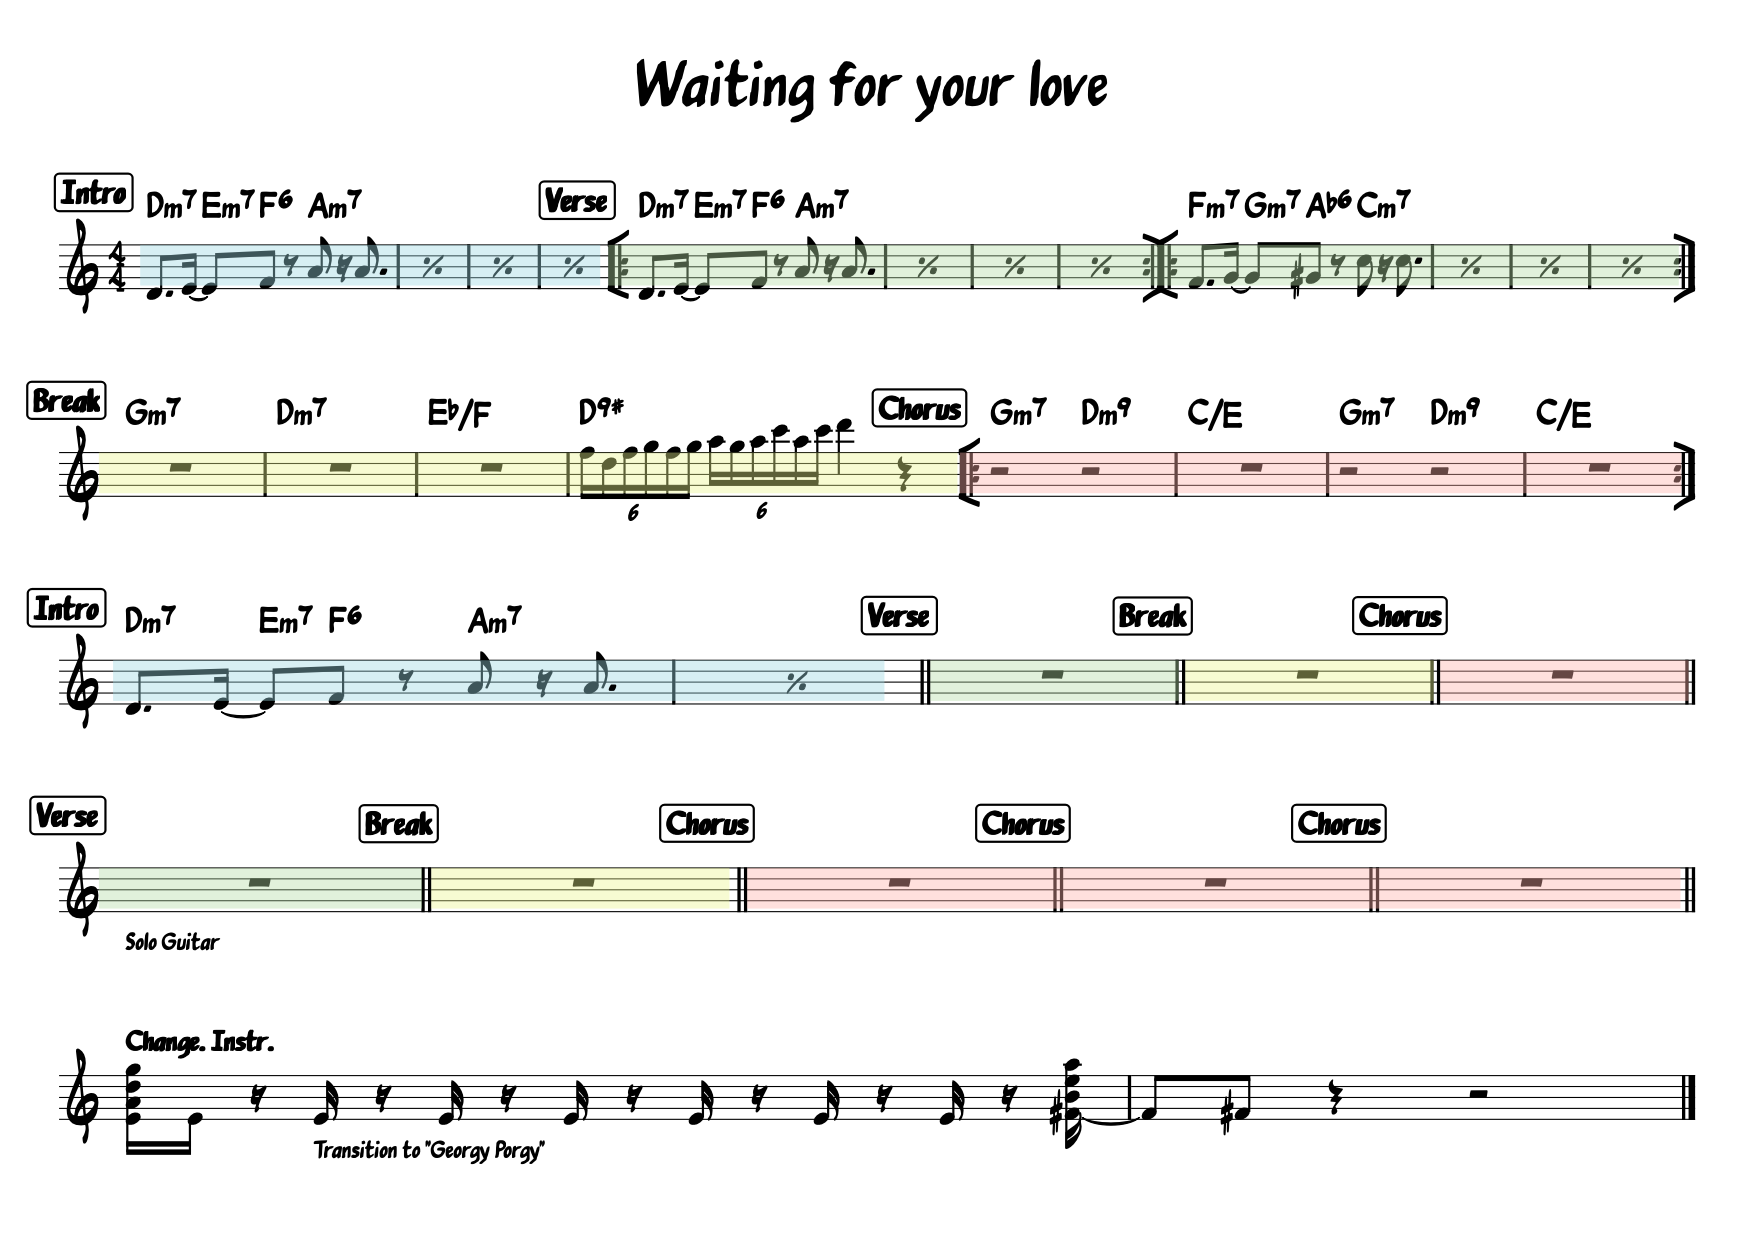 Waiting for your love
Intro Dm7 Em7 F6 Am7 Verse Dm7 Em7 F6 Am7 Fm7 Gm7 Ab6 Cm7
4
4
Break Gm7 Dm7 Eb/F D9# Chorus Gm7 Dm9 C/E Gm7 Dm9 C/E
6 6
Intro Dm7 Em7 F6 Am7 Verse Break Chorus
Verse Break Chorus Chorus Chorus
Solo Guitar
Change. Instr.
Transition to "Georgy Porgy"